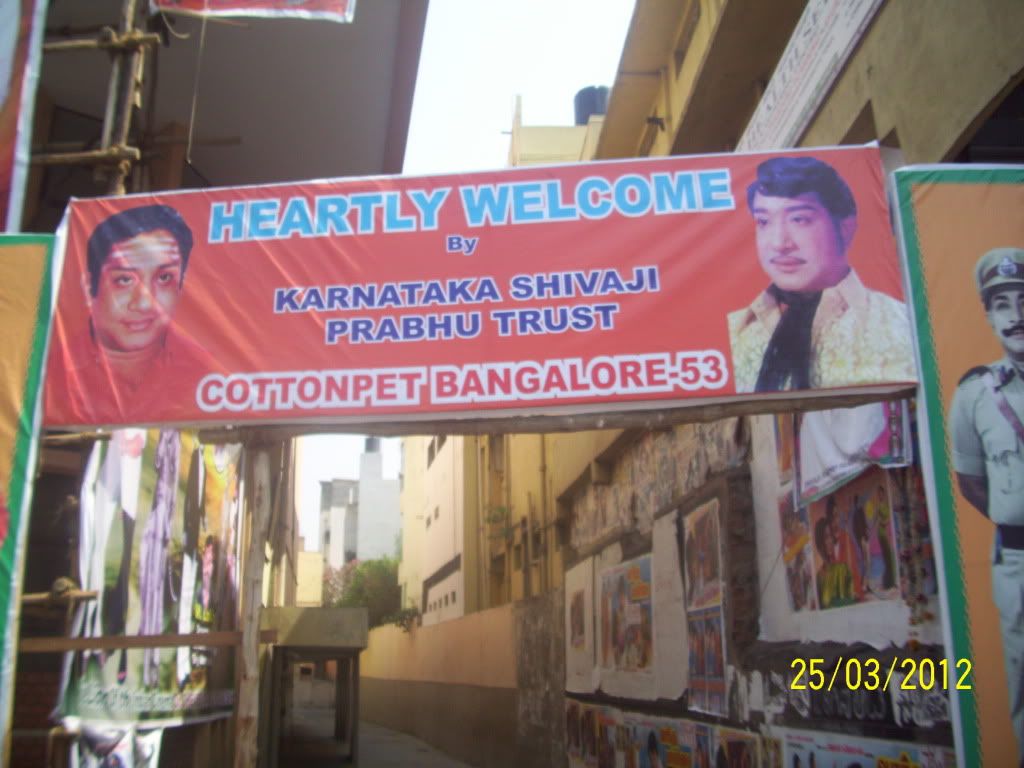 HEARTLY WELCOME
By
KARNATAKA SHIVAJI
PRABHU TRUST
COTTONPET BANGALORE-53
25/03/2012